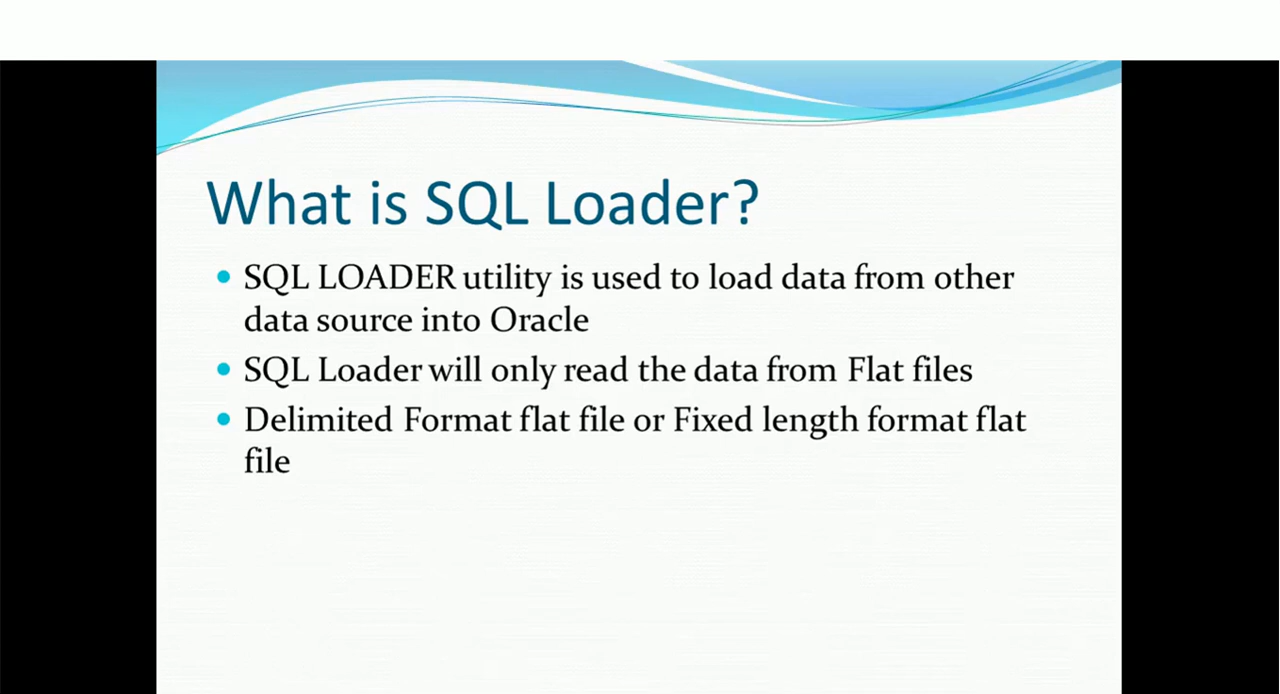 What is SQL Loader?
SQL LOADER utility is used to load data from other
data source into Oracle
SQL Loader will only read the data from Flat files
Delimited Format flat file or Fixed length format flat
file